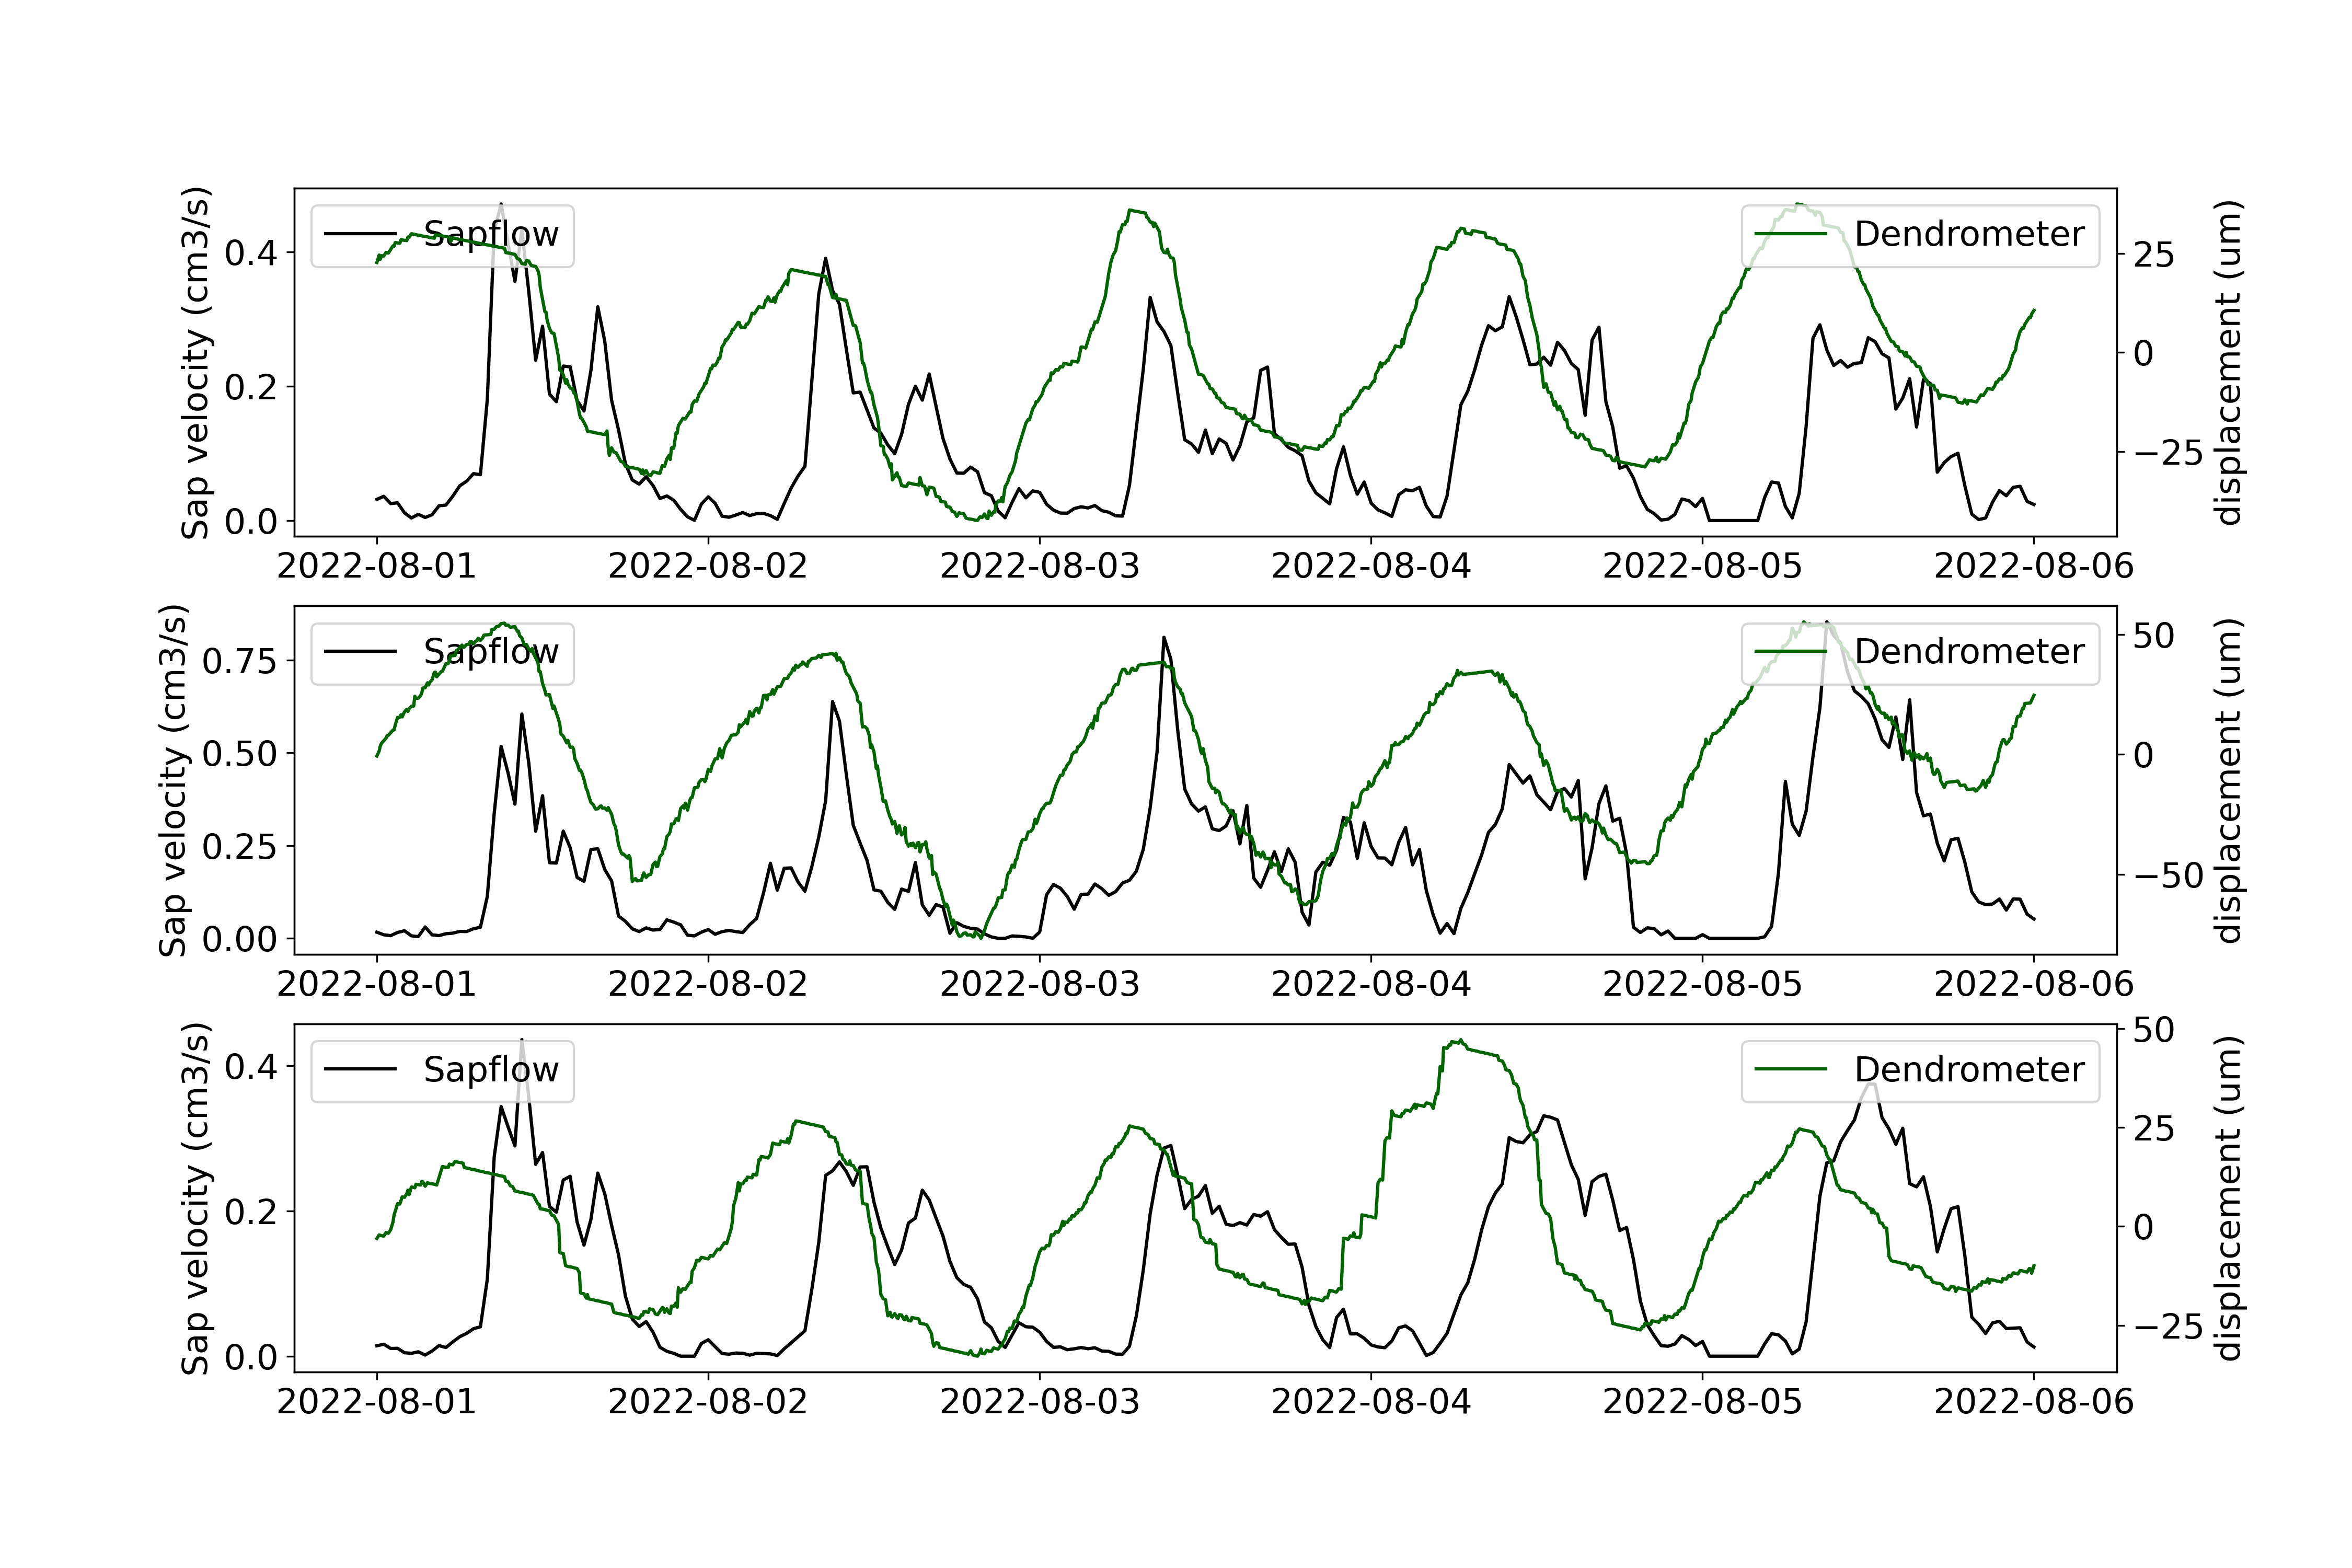 Sap velocity (cm3/s)
0.4
0.2
0.0
Sapflow
Dendrometer
25
0
−25
displacement (um)
2022-08-01 2022-08-02 2022-08-03 2022-08-04 2022-08-05 2022-08-06
Sap velocity (cm3/s)
0.75
0.50
0.25
0.00
Sapflow
Dendrometer
50
0
−50
displacement (um)
2022-08-01 2022-08-02 2022-08-03 2022-08-04 2022-08-05 2022-08-06
Sap velocity (cm3/s)
0.4
0.2
0.0
Sapflow
Dendrometer
50
25
0
−25
displacement (um)
2022-08-01 2022-08-02 2022-08-03 2022-08-04 2022-08-05 2022-08-06